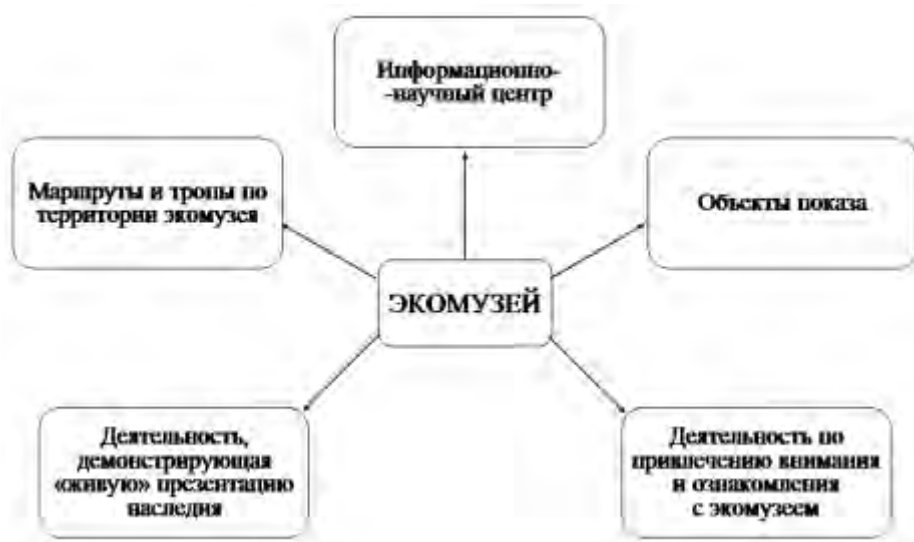 Информационно-
-научный центр
Маршруты и тропы по
территории экомузея
Объекты показа
ЭКОМУЗЕЙ
Деятельность,
демонстрирующая
«живую» презентацию
наследия
Деятельность по
привлечению внимания
и ознакомления
с экомузеем